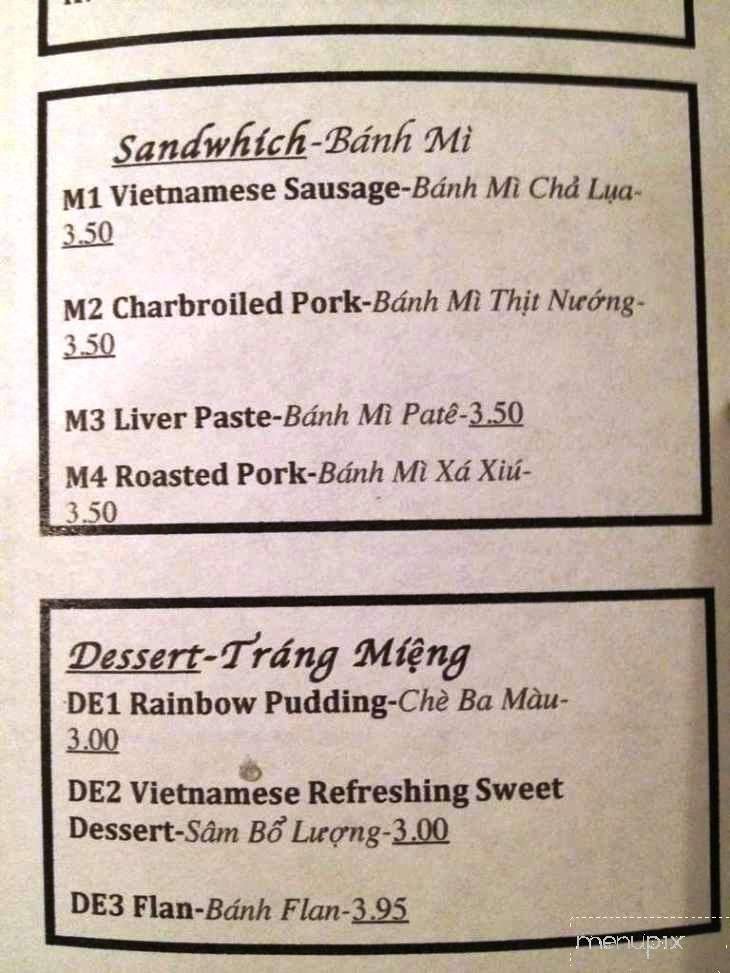 Sandwhich-Bánh Mì
M1 Vietnamese Sausage-Bánh Mì Chả Lụa-
3.50
M2 Charbroiled Pork-Bánh Mì Thịt Nướng-
3.50
M3 Liver Paste-Bánh Mì Patê-3.50
M4 Roasted Pork-Bánh Mì Xá Xiú-
3.50
Dessert-Tráng Miệng
DE1 Rainbow Pudding-Chè Ba Màu-
3.00
DE2 Vietnamese Refreshing Sweet
Dessert-Sâm Bổ Lượng-3.00
DE3 Flan-Bánh Flan-3.95
menupix